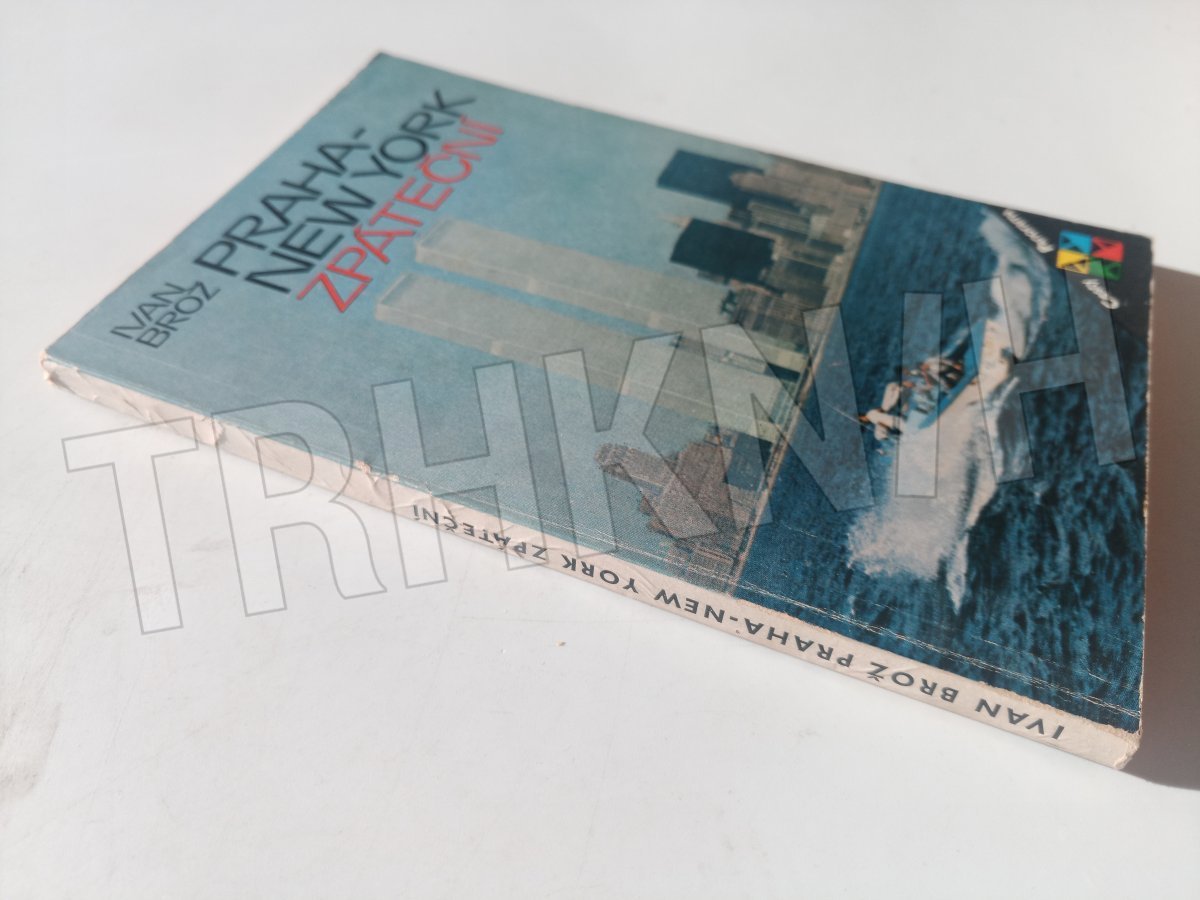 IVAN
BROŽ
PRAHA-
NEW YORK
ZPÁTEČNÍ
IVAN BROŽ PRAHA-NEW YORK ZPÁTEČNÍ
TRHKNIH